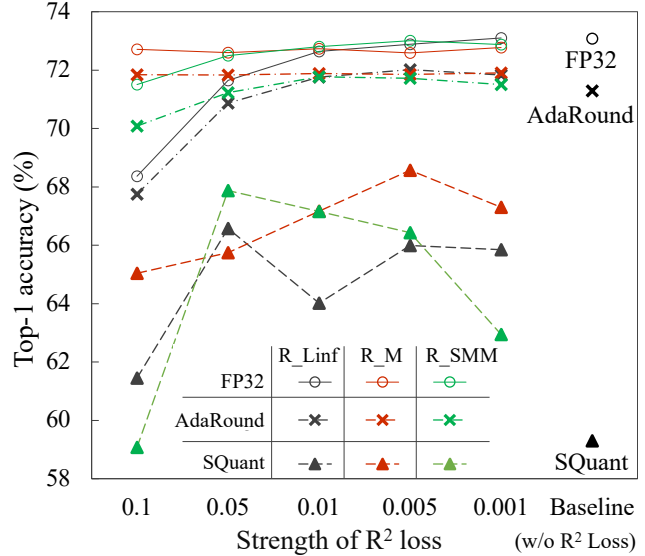 74
72
70
68
66
64
62
60
58
Top-1 accuracy (%)
FP32
AdaRound
SQuant
R_Linf R_M R_SMM
FP32
AdaRound
SQuant
0.1 0.05 0.01 0.005 0.001 Baseline
Strength of R² loss (w/o R² Loss)